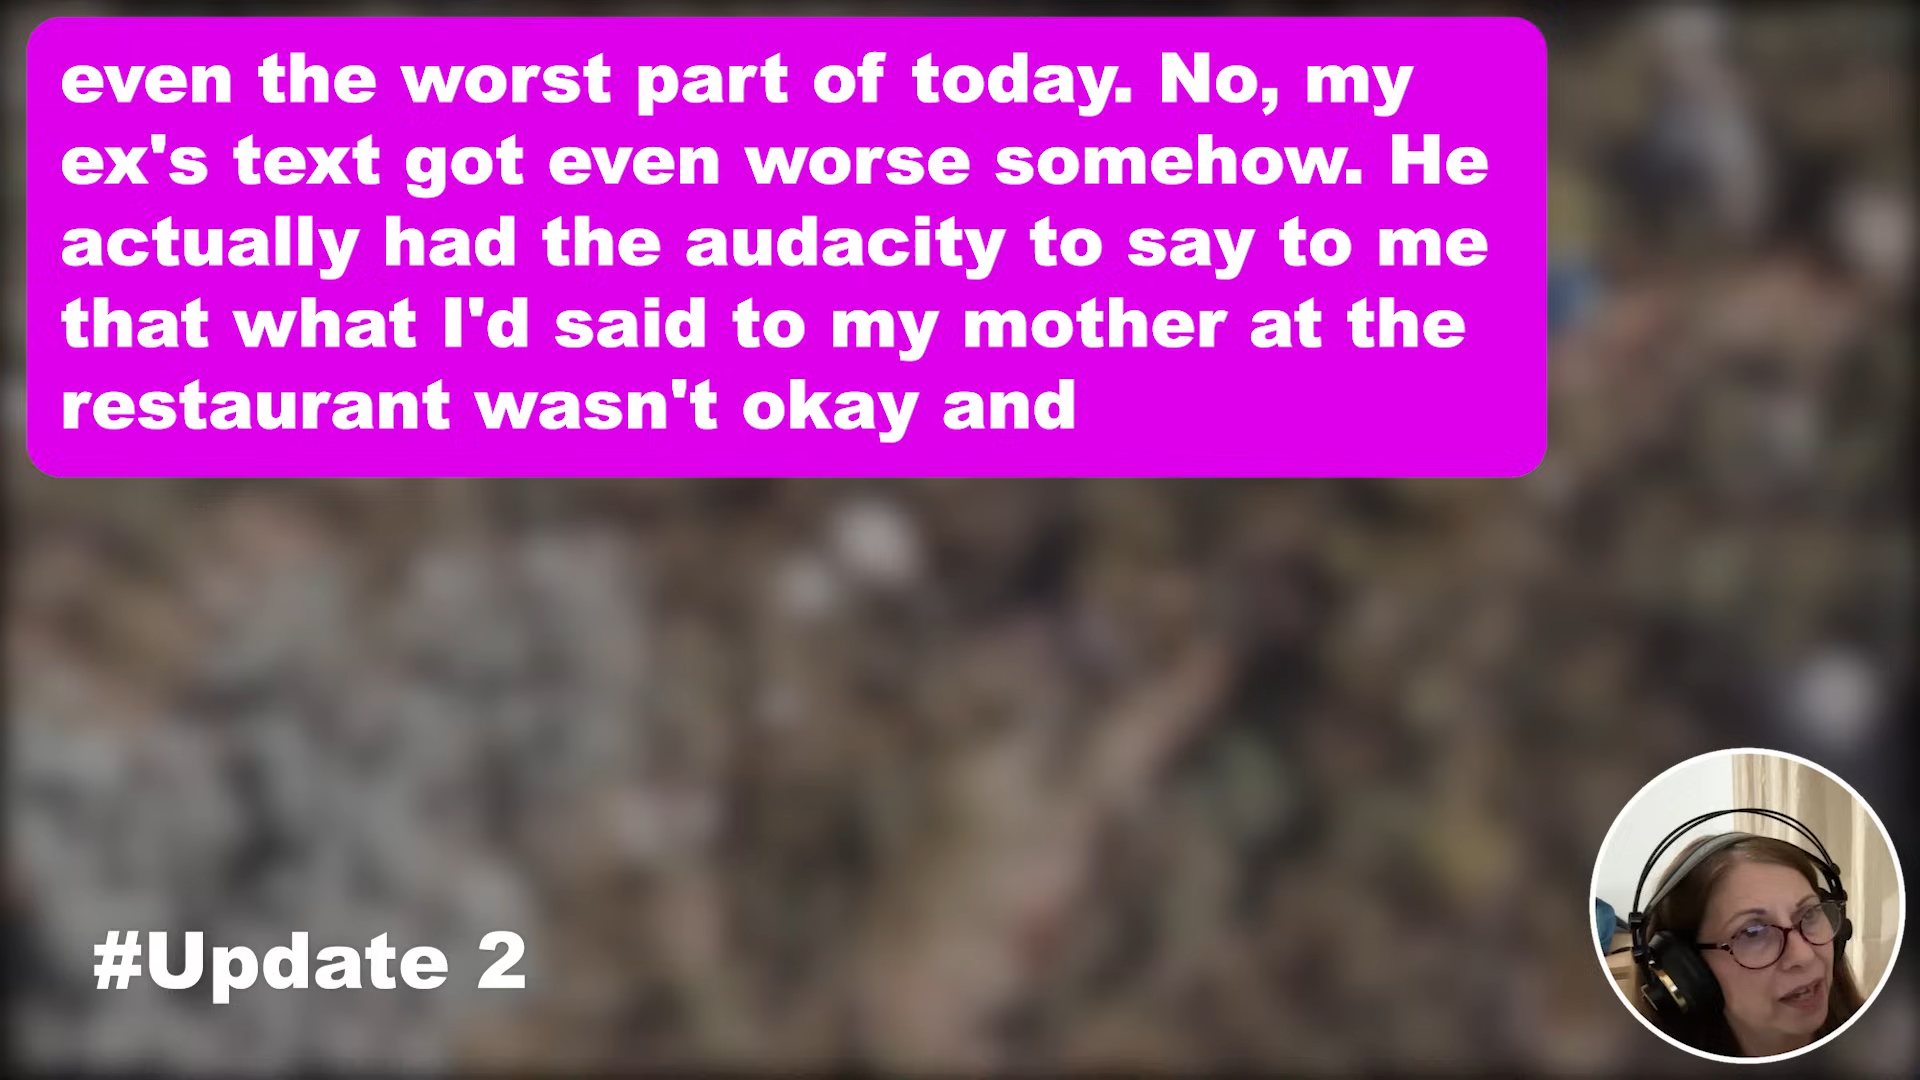 even the worst part of today. No, my
ex's text got even worse somehow. He
actually had the audacity to say to me
that what I'd said to my mother at the
restaurant wasn't okay and
#Update 2